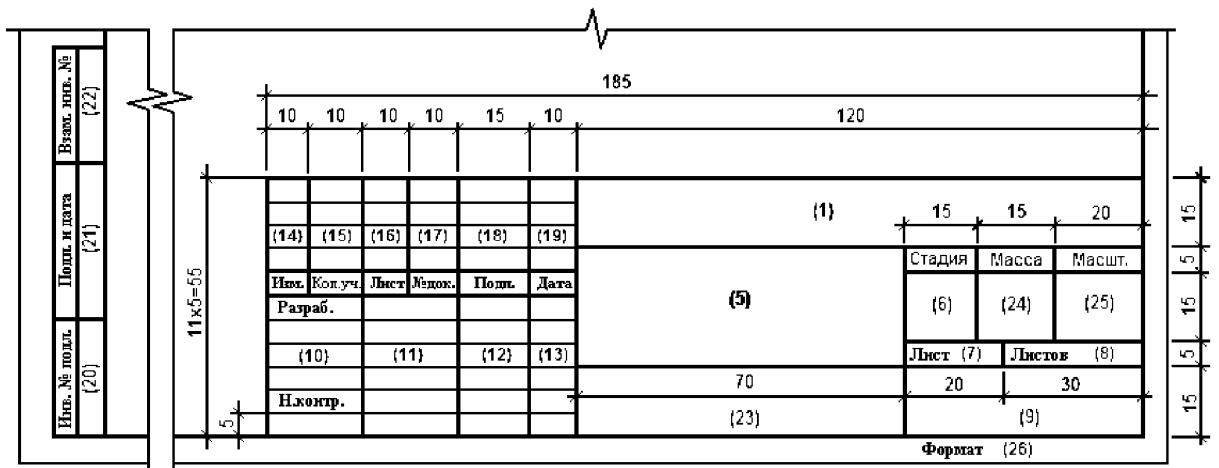 185
10 10 10 10 15 10 120
(1)
15 15 20
(14) (15) (16) (17) (18) (19)
Изм. Кол.уч. Лист №док. Подп. Дата
Стадия Масса Масшт.
(5)
(6) (24) (25)
Разраб.
(10) (11) (12) (13)
Лист (7) Листов (8)
70 20 30
Н.контр.
(23) (9)
Формат (26)
11x5=55
5
15
5
15
5
15
Взам. инв. №
(22)
Подп. и дата
(21)
Инв. № подл.
(20)